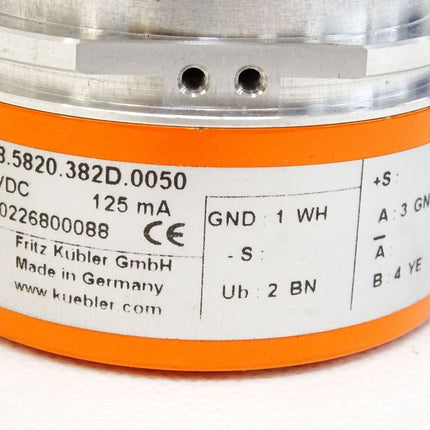 8.5820.382D.0050
VDC 125 mA
0226800088 CE
Fritz Kübler GmbH
Made in Germany
www.kuebler.com
GND : 1 WH
- S :
Ub : 2 BN
+S :
A : 3 GN
A̅ :
B : 4 YE